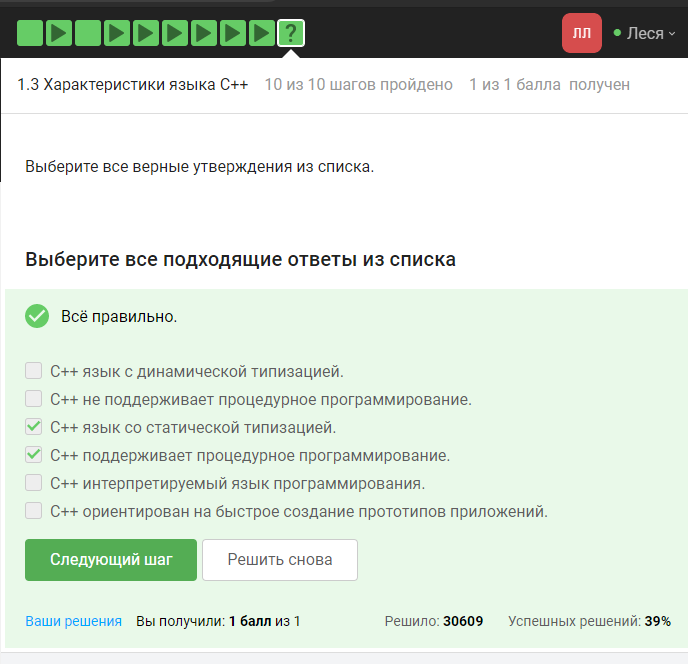 ?
ЛЛ
Леся
1.3 Характеристики языка C++ 10 из 10 шагов пройдено 1 из 1 балла получен
Выберите все верные утверждения из списка.
Выберите все подходящие ответы из списка
Всё правильно.
C++ язык с динамической типизацией.
C++ не поддерживает процедурное программирование.
C++ язык со статической типизацией.
C++ поддерживает процедурное программирование.
C++ интерпретируемый язык программирования.
C++ ориентирован на быстрое создание прототипов приложений.
Следующий шаг Решить снова
Ваши решения Вы получили: 1 балл из 1 Решило: 30609 Успешных решений: 39%